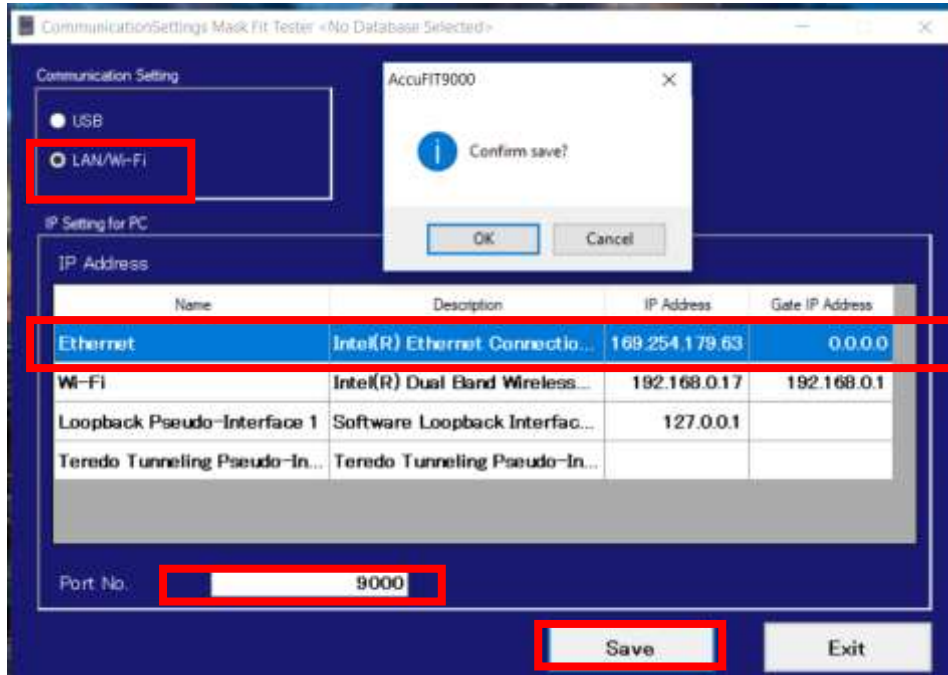 CommunicationSettings Mask Fit Tester <No Database Selected>
Communication Setting
USB
LAN/Wi-Fi
AccuFIT9000
Confirm save?
OK Cancel
IP Setting for PC
IP Address
Name Description IP Address Gate IP Address
Ethernet Intel(R) Ethernet Connectio... 169.254.179.63 0.0.0.0
Wi-Fi Intel(R) Dual Band Wireless... 192.168.0.17 192.168.0.1
Loopback Pseudo-Interface 1 Software Loopback Interfac... 127.0.0.1
Teredo Tunneling Pseudo-In... Teredo Tunneling Pseudo-In...
Port No. 9000
Save Exit